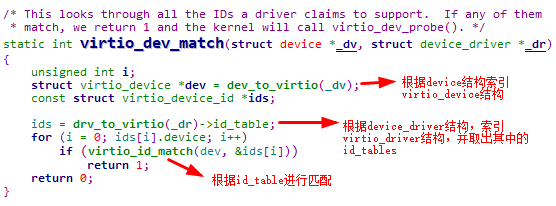 /* This looks through all the IDs a driver claims to support.  If any of them
 * match, we return 1 and the kernel will call virtio_dev_probe(). */
static int virtio_dev_match(struct device *_dv, struct device_driver *_dr)
{
    unsigned int i;
    struct virtio_device *dev = dev_to_virtio(_dv);
    const struct virtio_device_id *ids;
根据device结构索引
virtio_device结构
    ids = drv_to_virtio(_dr)->id_table;
    for (i = 0; ids[i].device; i++)
        if (virtio_id_match(dev, &ids[i]))
            return 1;
    return 0;
}
根据device_driver结构，索引
virtio_driver结构，并取出其中的
id_tables
根据id_table进行匹配